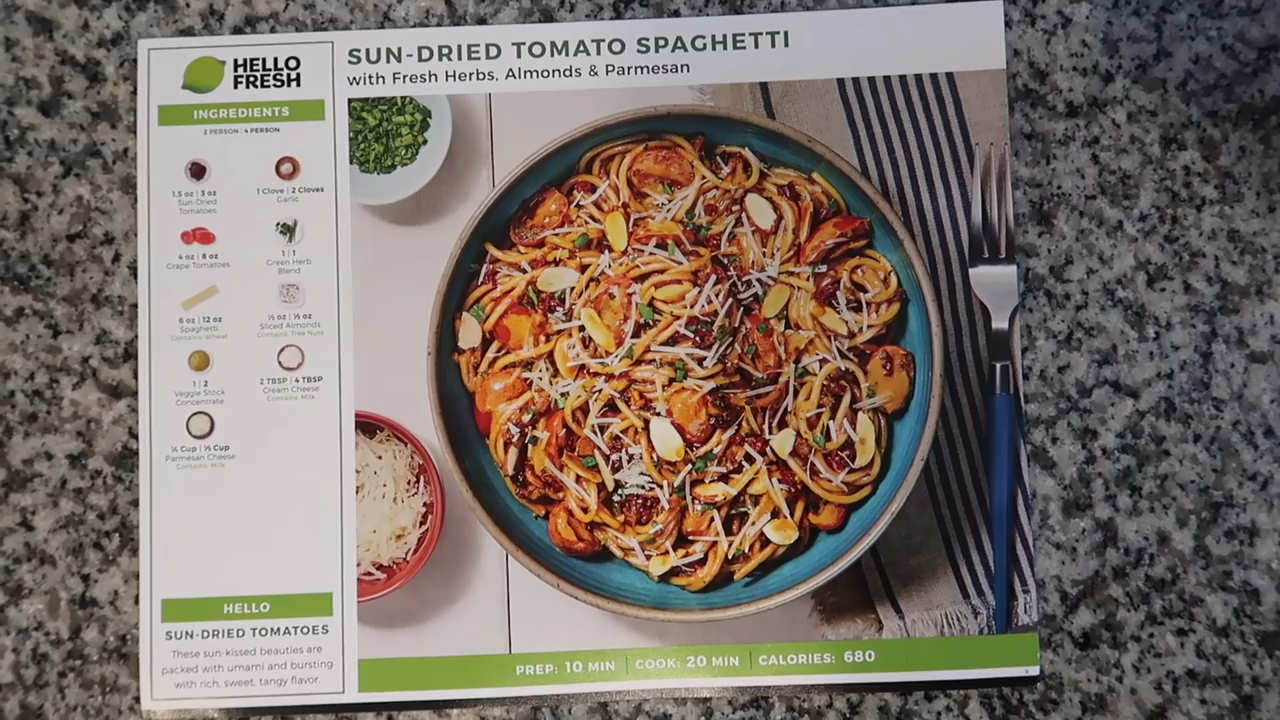 HELLO
FRESH
SUN-DRIED TOMATO SPAGHETTI
with Fresh Herbs, Almonds & Parmesan
INGREDIENTS
2 PERSON | 4 PERSON
1.5 oz | 3 oz
Sun-Dried
Tomatoes
1 Clove | 2 Cloves
Garlic
4 oz | 8 oz
Grape Tomatoes
1 | 1
Green Herb
Blend
6 oz | 12 oz
Spaghetti
Contains: Wheat
½ oz | ½ oz
Sliced Almonds
Contains: Tree Nuts
1 | 2
Veggie Stock
Concentrate
2 TBSP | 4 TBSP
Cream Cheese
Contains: Milk
¼ Cup | ½ Cup
Parmesan Cheese
Contains: Milk
HELLO
SUN-DRIED TOMATOES
These sun-kissed beauties are
packed with umami and bursting
with rich, sweet, tangy flavor.
PREP: 10 MIN | COOK: 20 MIN | CALORIES: 680